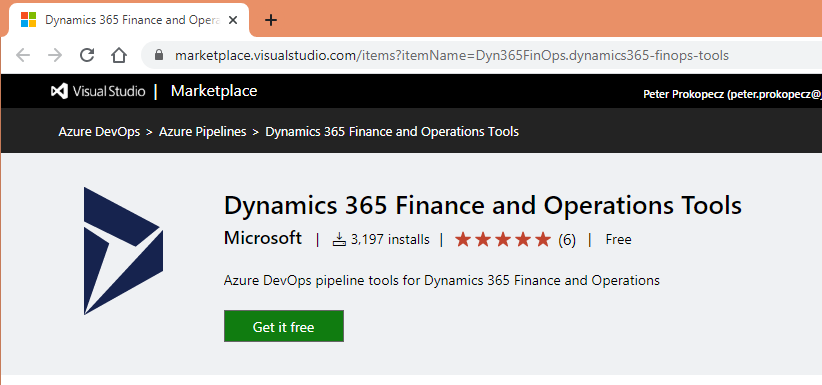 Dynamics 365 Finance and Opera
marketplace.visualstudio.com/items?itemName=Dyn365FinOps.dynamics365-finops-tools
Visual Studio | Marketplace
Peter Prokopecz (peter.prokopecz@
Azure DevOps > Azure Pipelines > Dynamics 365 Finance and Operations Tools
Dynamics 365 Finance and Operations Tools
Microsoft | 3,197 installs | (6) | Free
Azure DevOps pipeline tools for Dynamics 365 Finance and Operations
Get it free